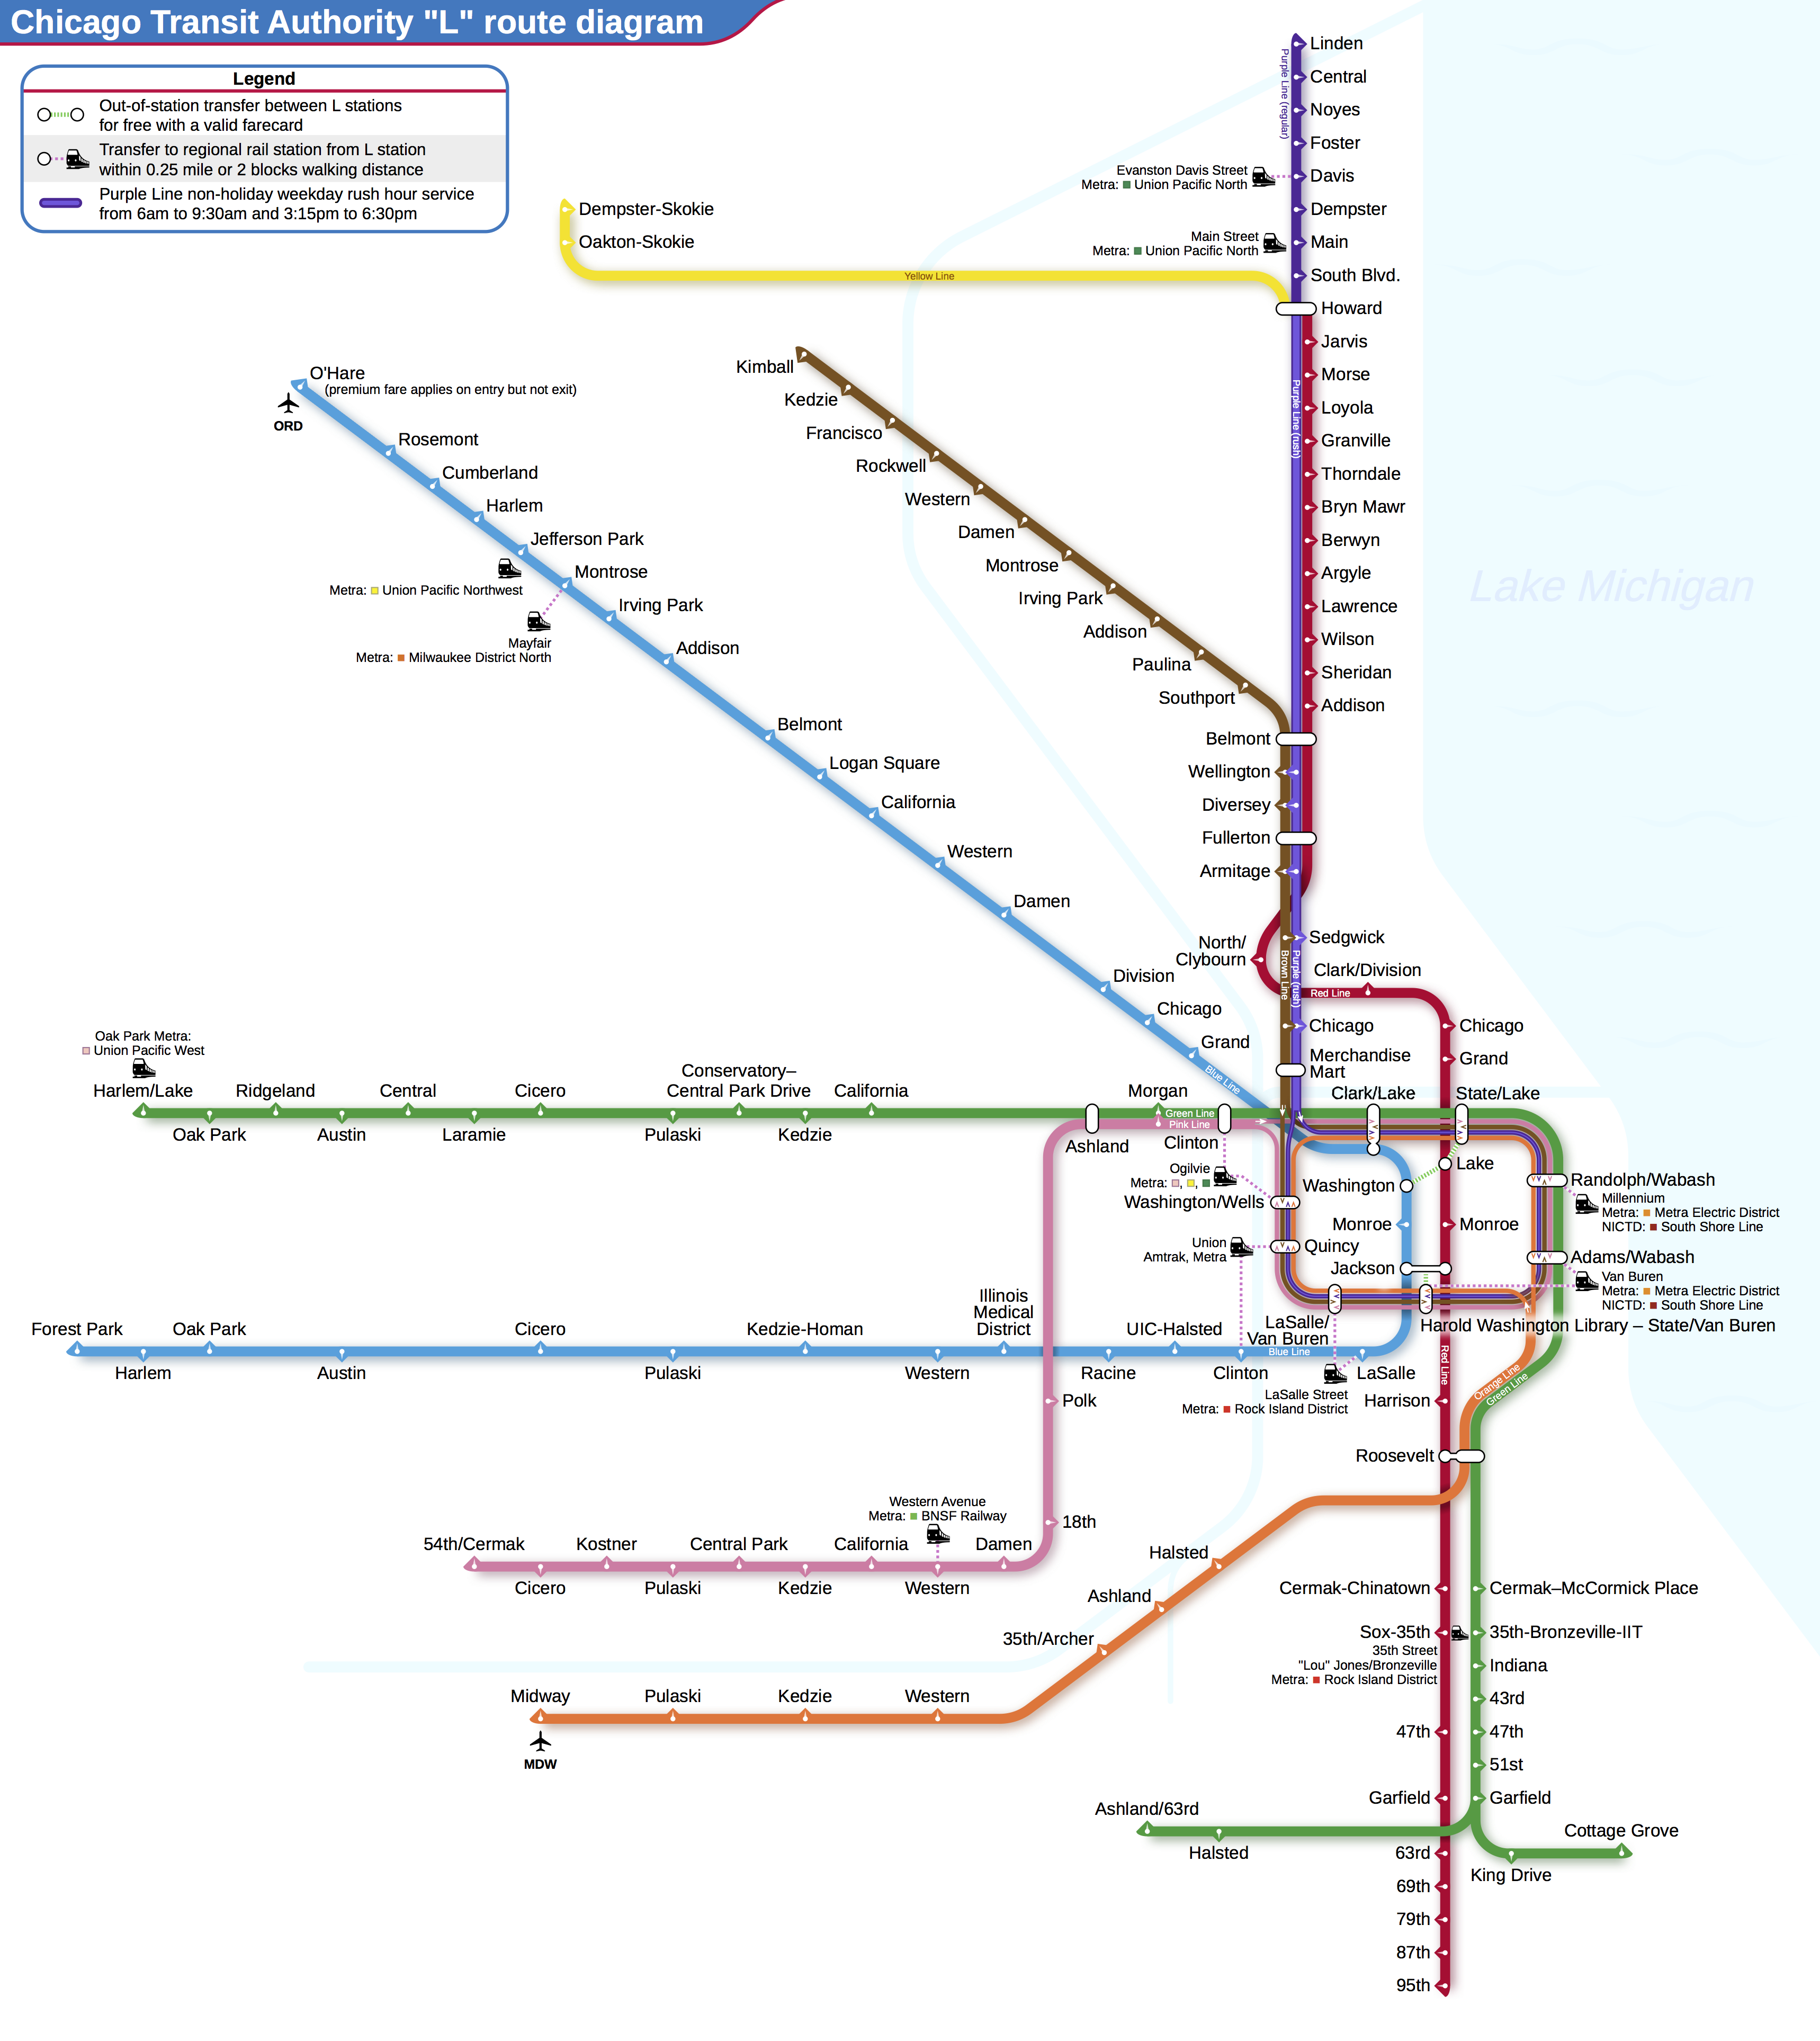 Chicago Transit Authority "L" route diagram
Legend
Out-of-station transfer between L stations
for free with a valid farecard
Transfer to regional rail station from L station
within 0.25 mile or 2 blocks walking distance
Purple Line non-holiday weekday rush hour service
from 6am to 9:30am and 3:15pm to 6:30pm
Linden
Purple Line (regular)
Central
Noyes
Foster
Evanston Davis Street
Metra: Union Pacific North
Davis
Dempster
Main Street
Metra: Union Pacific North
Main
South Blvd.
Dempster-Skokie
Oakton-Skokie
Yellow Line
Howard
Jarvis
Morse
Loyola
Granville
Thorndale
Bryn Mawr
Berwyn
Argyle
Lawrence
Wilson
Sheridan
Addison
Purple Line (rush)
Lake Michigan
Kimball
Kedzie
Francisco
Rockwell
Western
Damen
Montrose
Irving Park
Addison
Paulina
Southport
Belmont
Wellington
Diversey
Fullerton
Armitage
Sedgwick
North/
Clybourn
Clark/Division
Brown Line
Purple (rush)
Red Line
Chicago
Chicago
Grand
Merchandise
Mart
O'Hare
(premium fare applies on entry but not exit)
ORD
Rosemont
Cumberland
Harlem
Jefferson Park
Metra: Union Pacific Northwest
Montrose
Mayfair
Metra: Milwaukee District North
Irving Park
Addison
Belmont
Logan Square
California
Western
Damen
Division
Chicago
Grand
Blue Line
Oak Park Metra:
Union Pacific West
Harlem/Lake
Oak Park
Ridgeland
Austin
Central
Laramie
Cicero
Pulaski
Conservatory–
Central Park Drive
Kedzie
California
Ashland
Morgan
Green Line
Pink Line
Clinton
Clark/Lake
State/Lake
Lake
Ogilvie
Metra: , ,
Washington/Wells
Washington
Randolph/Wabash
Millennium
Metra: Metra Electric District
NICTD: South Shore Line
Monroe
Monroe
Union
Amtrak, Metra
Quincy
Jackson
Adams/Wabash
Van Buren
Metra: Metra Electric District
NICTD: South Shore Line
LaSalle/
Van Buren
Harold Washington Library – State/Van Buren
Forest Park
Harlem
Oak Park
Austin
Cicero
Pulaski
Kedzie-Homan
Western
Illinois
Medical
District
Racine
UIC-Halsted
Clinton
Blue Line
LaSalle
LaSalle Street
Metra: Rock Island District
Red Line
Orange Line
Green Line
Harrison
Roosevelt
Polk
18th
Western Avenue
Metra: BNSF Railway
54th/Cermak
Cicero
Kostner
Pulaski
Central Park
Kedzie
California
Western
Damen
Halsted
Ashland
35th/Archer
Midway
MDW
Pulaski
Kedzie
Western
Cermak-Chinatown
Cermak–McCormick Place
Sox-35th
35th-Bronzeville-IIT
35th Street
"Lou" Jones/Bronzeville
Metra: Rock Island District
Indiana
43rd
47th
47th
51st
Garfield
Garfield
Ashland/63rd
Halsted
Cottage Grove
King Drive
63rd
69th
79th
87th
95th